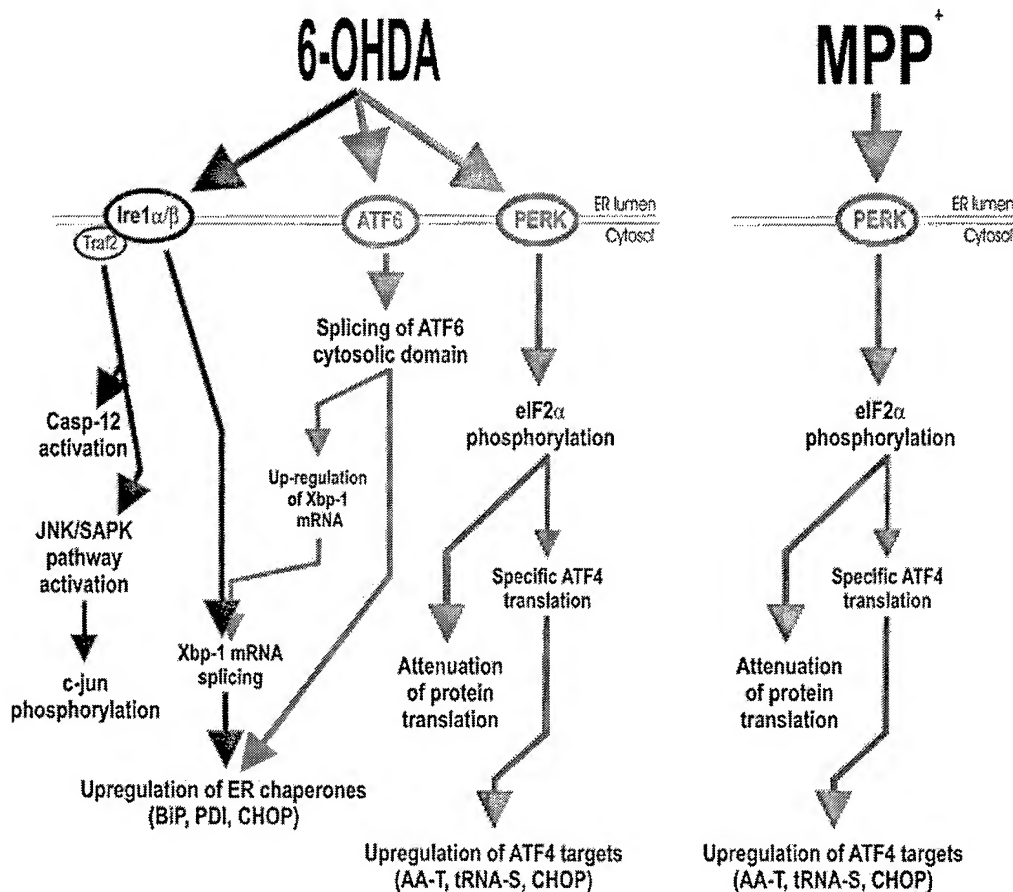 6-OHDA
MPP+
Ire1α/β
Traf2
ATF6
PERK
ER lumen
Cytosol
PERK
ER lumen
Cytosol
Splicing of ATF6
cytosolic domain
Casp-12
activation
eIF2α
phosphorylation
eIF2α
phosphorylation
Up-regulation
of Xbp-1
mRNA
JNK/SAPK
pathway
activation
Specific ATF4
translation
Specific ATF4
translation
Xbp-1 mRNA
splicing
c-jun
phosphorylation
Attenuation
of protein
translation
Attenuation
of protein
translation
Upregulation of ER chaperones
(BiP, PDI, CHOP)
Upregulation of ATF4 targets
(AA-T, tRNA-S, CHOP)
Upregulation of ATF4 targets
(AA-T, tRNA-S, CHOP)